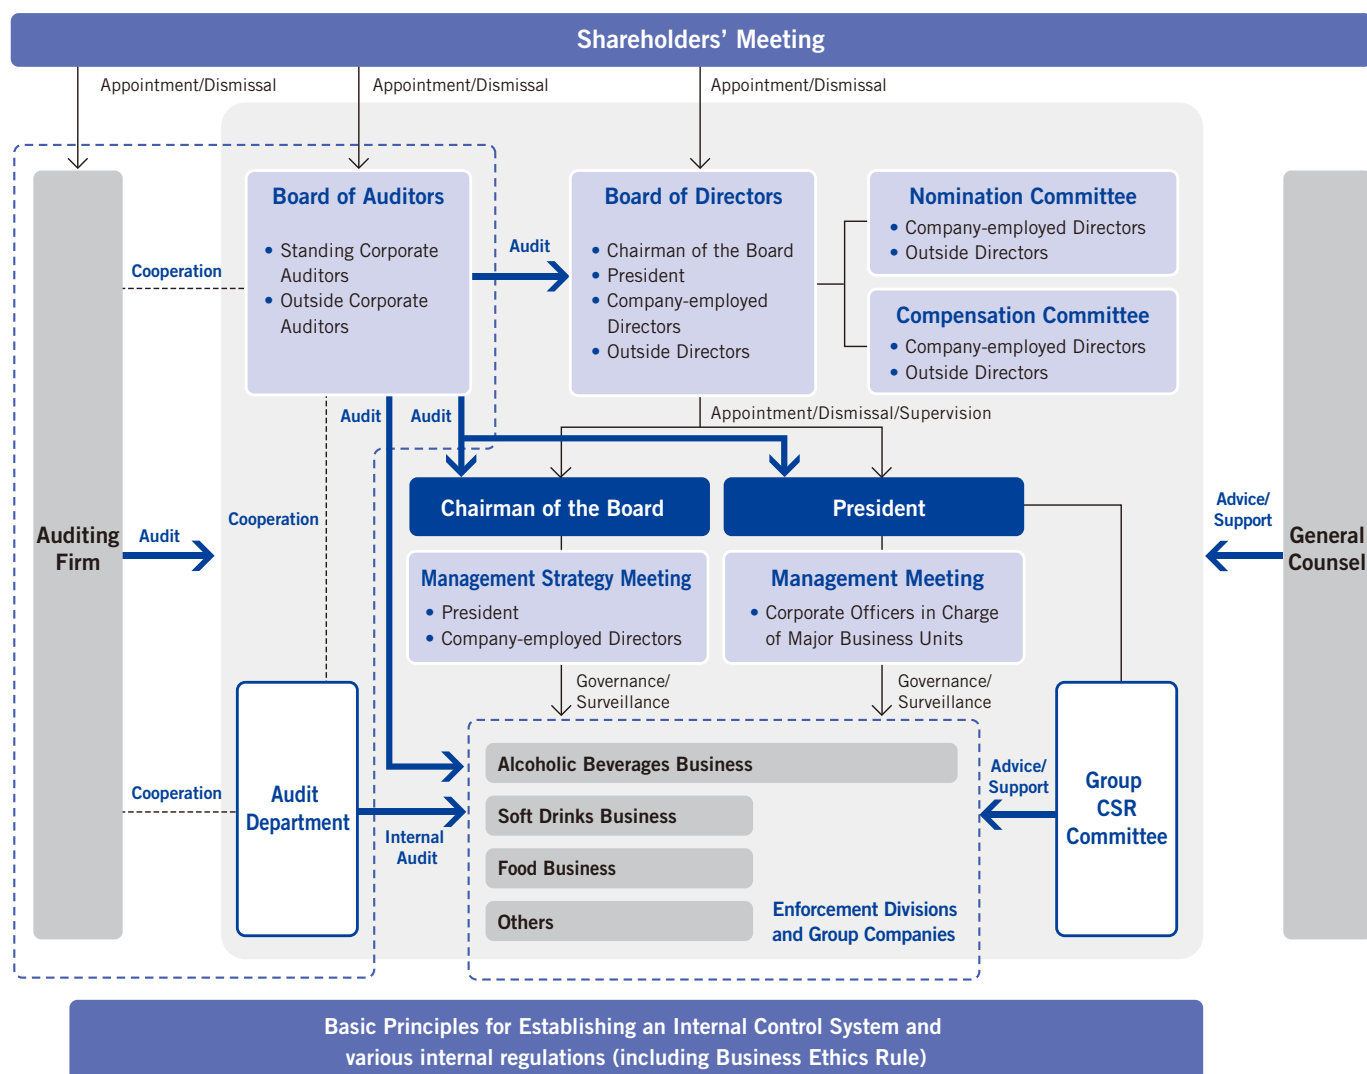 Shareholders’ Meeting
Appointment/Dismissal
Appointment/Dismissal
Appointment/Dismissal
Board of Auditors
• Standing Corporate
Auditors
• Outside Corporate
Auditors
Audit
Board of Directors
• Chairman of the Board
• President
• Company-employed
Directors
• Outside Directors
Nomination Committee
• Company-employed Directors
• Outside Directors
Compensation Committee
• Company-employed Directors
• Outside Directors
Cooperation
Audit
Audit
Appointment/Dismissal/Supervision
Chairman of the Board
President
Auditing
Firm
Audit
Cooperation
Advice/
Support
General
Counsel
Management Strategy Meeting
• President
• Company-employed Directors
Management Meeting
• Corporate Officers in Charge
of Major Business Units
Governance/
Surveillance
Governance/
Surveillance
Cooperation
Audit
Department
Internal
Audit
Alcoholic Beverages Business
Soft Drinks Business
Food Business
Others
Enforcement Divisions
and Group Companies
Advice/
Support
Group
CSR
Committee
Basic Principles for Establishing an Internal Control System and
various internal regulations (including Business Ethics Rule)